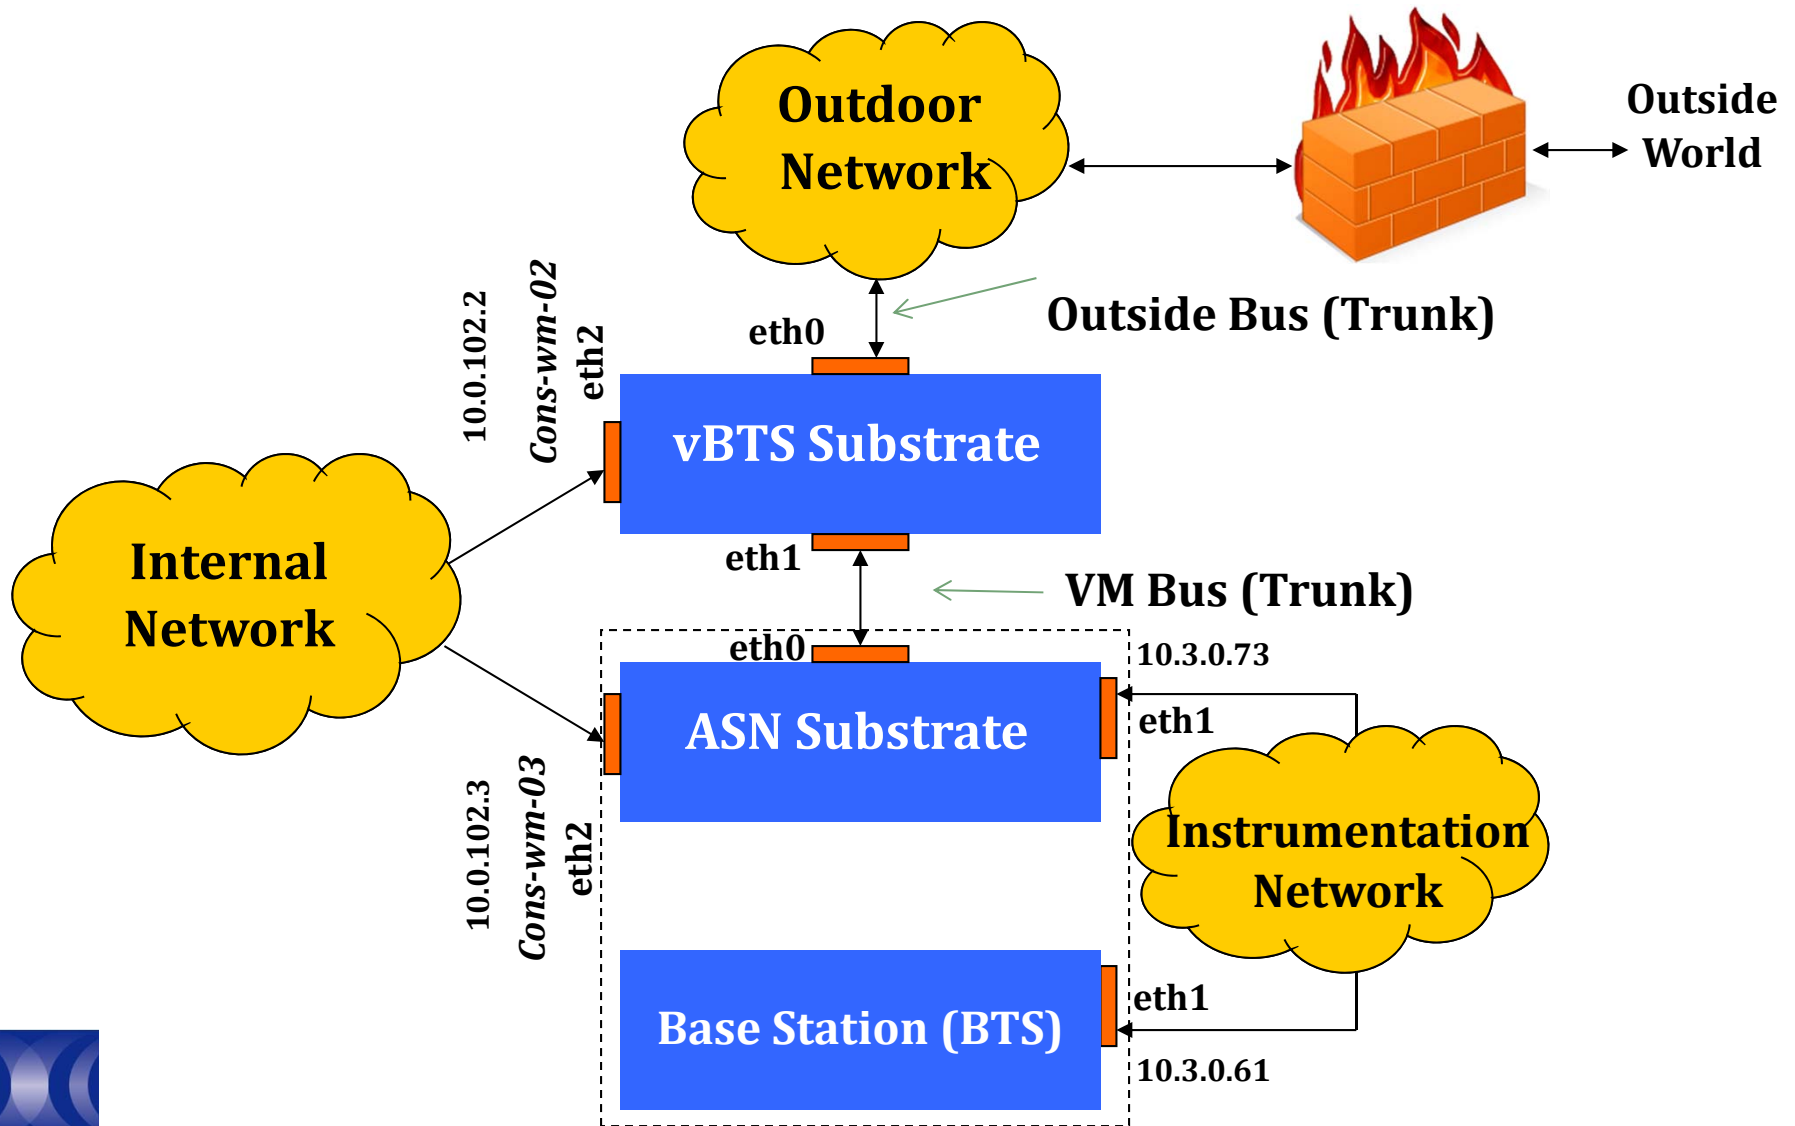 Outdoor
Network
Outside
World
Outside Bus (Trunk)
eth0
10.0.102.2
Cons-wm-02
eth2
vBTS Substrate
Internal
Network
eth1
VM Bus (Trunk)
eth0
10.3.0.73
ASN Substrate
eth1
10.0.102.3
Cons-wm-03
eth2
Instrumentation
Network
Base Station (BTS)
eth1
10.3.0.61